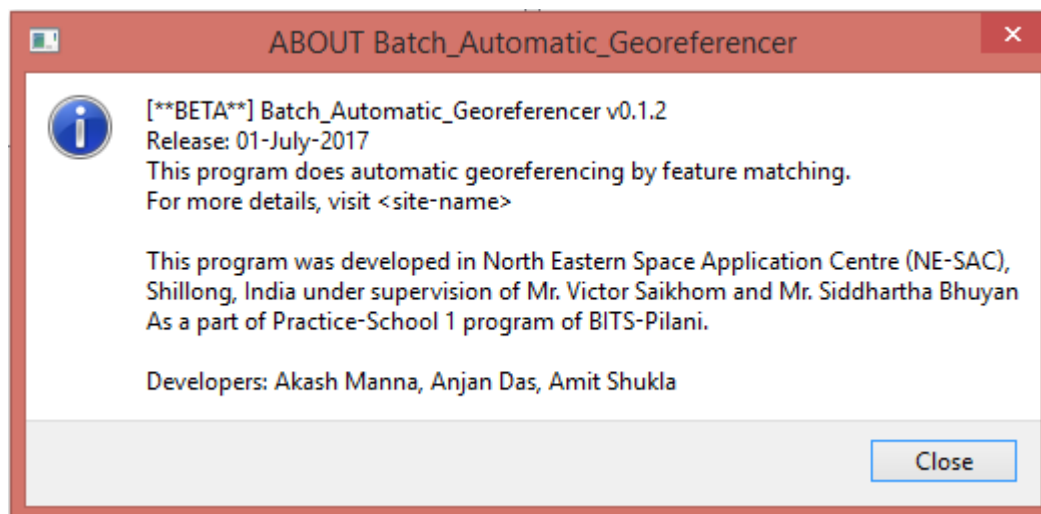 ABOUT Batch_Automatic_Georeferencer
[**BETA**] Batch_Automatic_Georeferencer v0.1.2
Release: 01-July-2017
This program does automatic georeferencing by feature matching.
For more details, visit <site-name>
This program was developed in North Eastern Space Application Centre (NE-SAC),
Shillong, India under supervision of Mr. Victor Saikhom and Mr. Siddhartha Bhuyan
As a part of Practice-School 1 program of BITS-Pilani.
Developers: Akash Manna, Anjan Das, Amit Shukla
Close